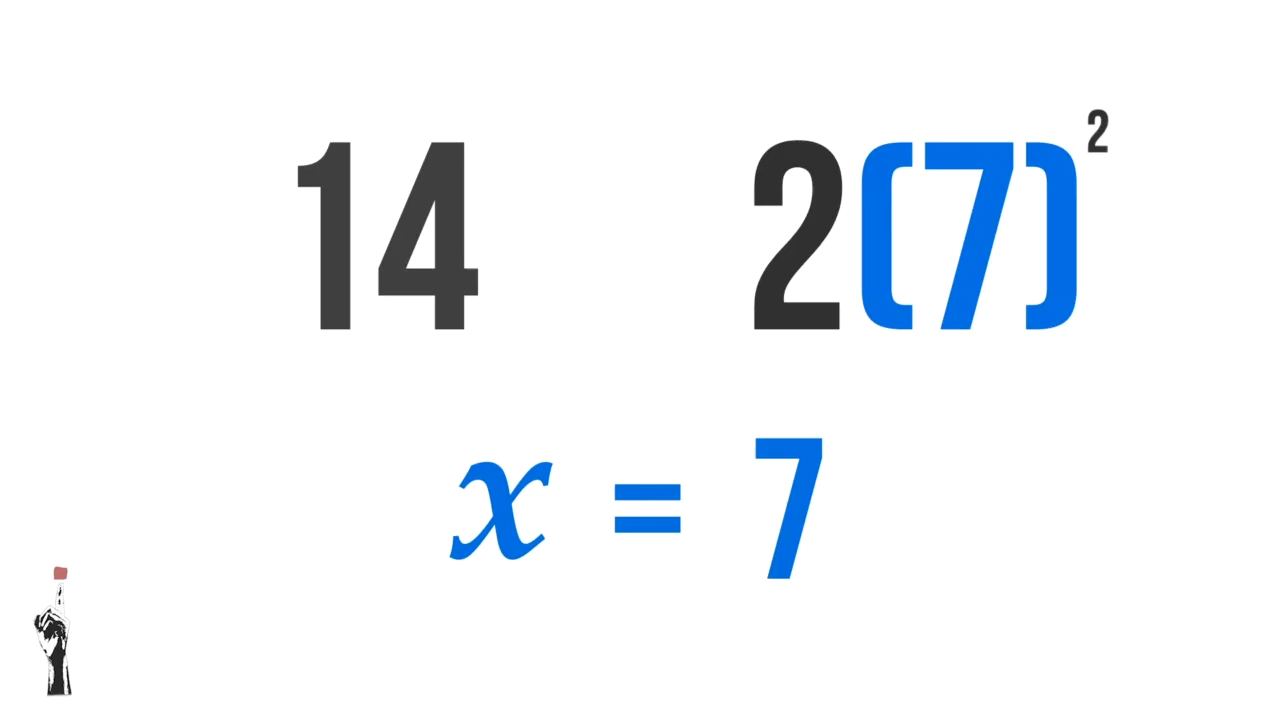 14 2(7)²
x = 7